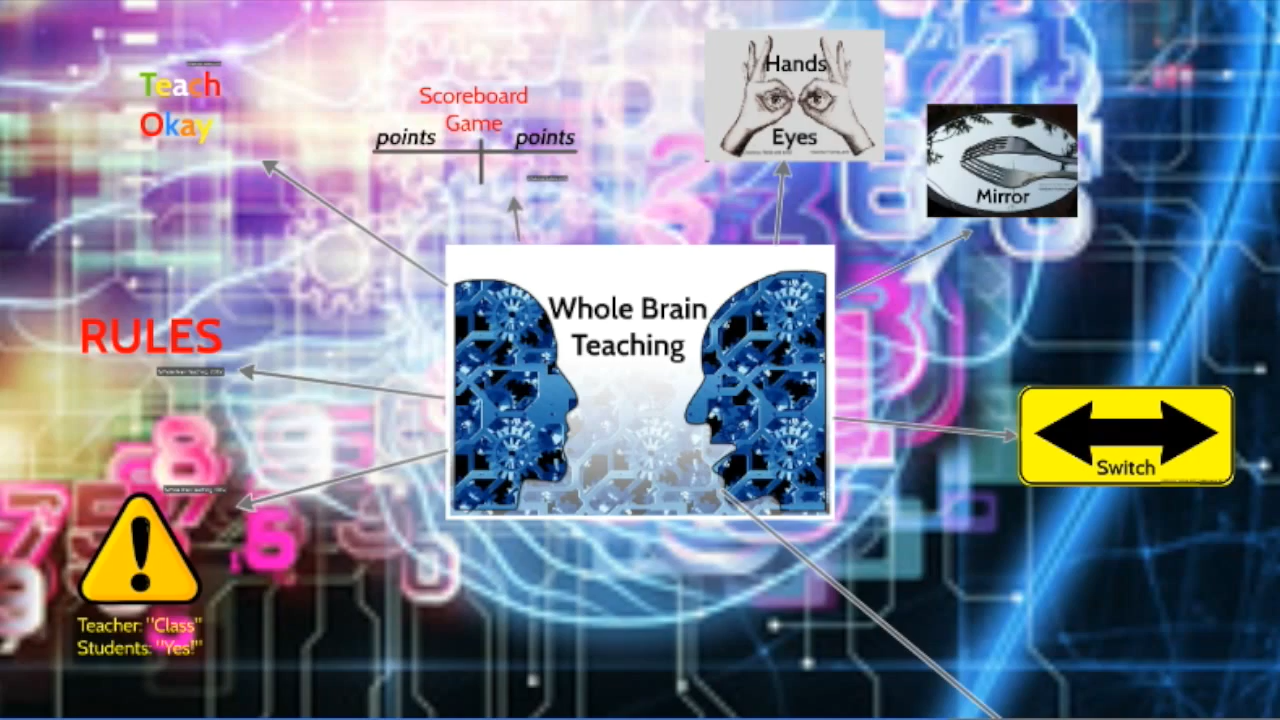 Teach
Okay
Scoreboard
Game
points points
Hands
Eyes
Mirror
Whole Brain
Teaching
RULES
Switch
Teacher: "Class"
Students: "Yes!"